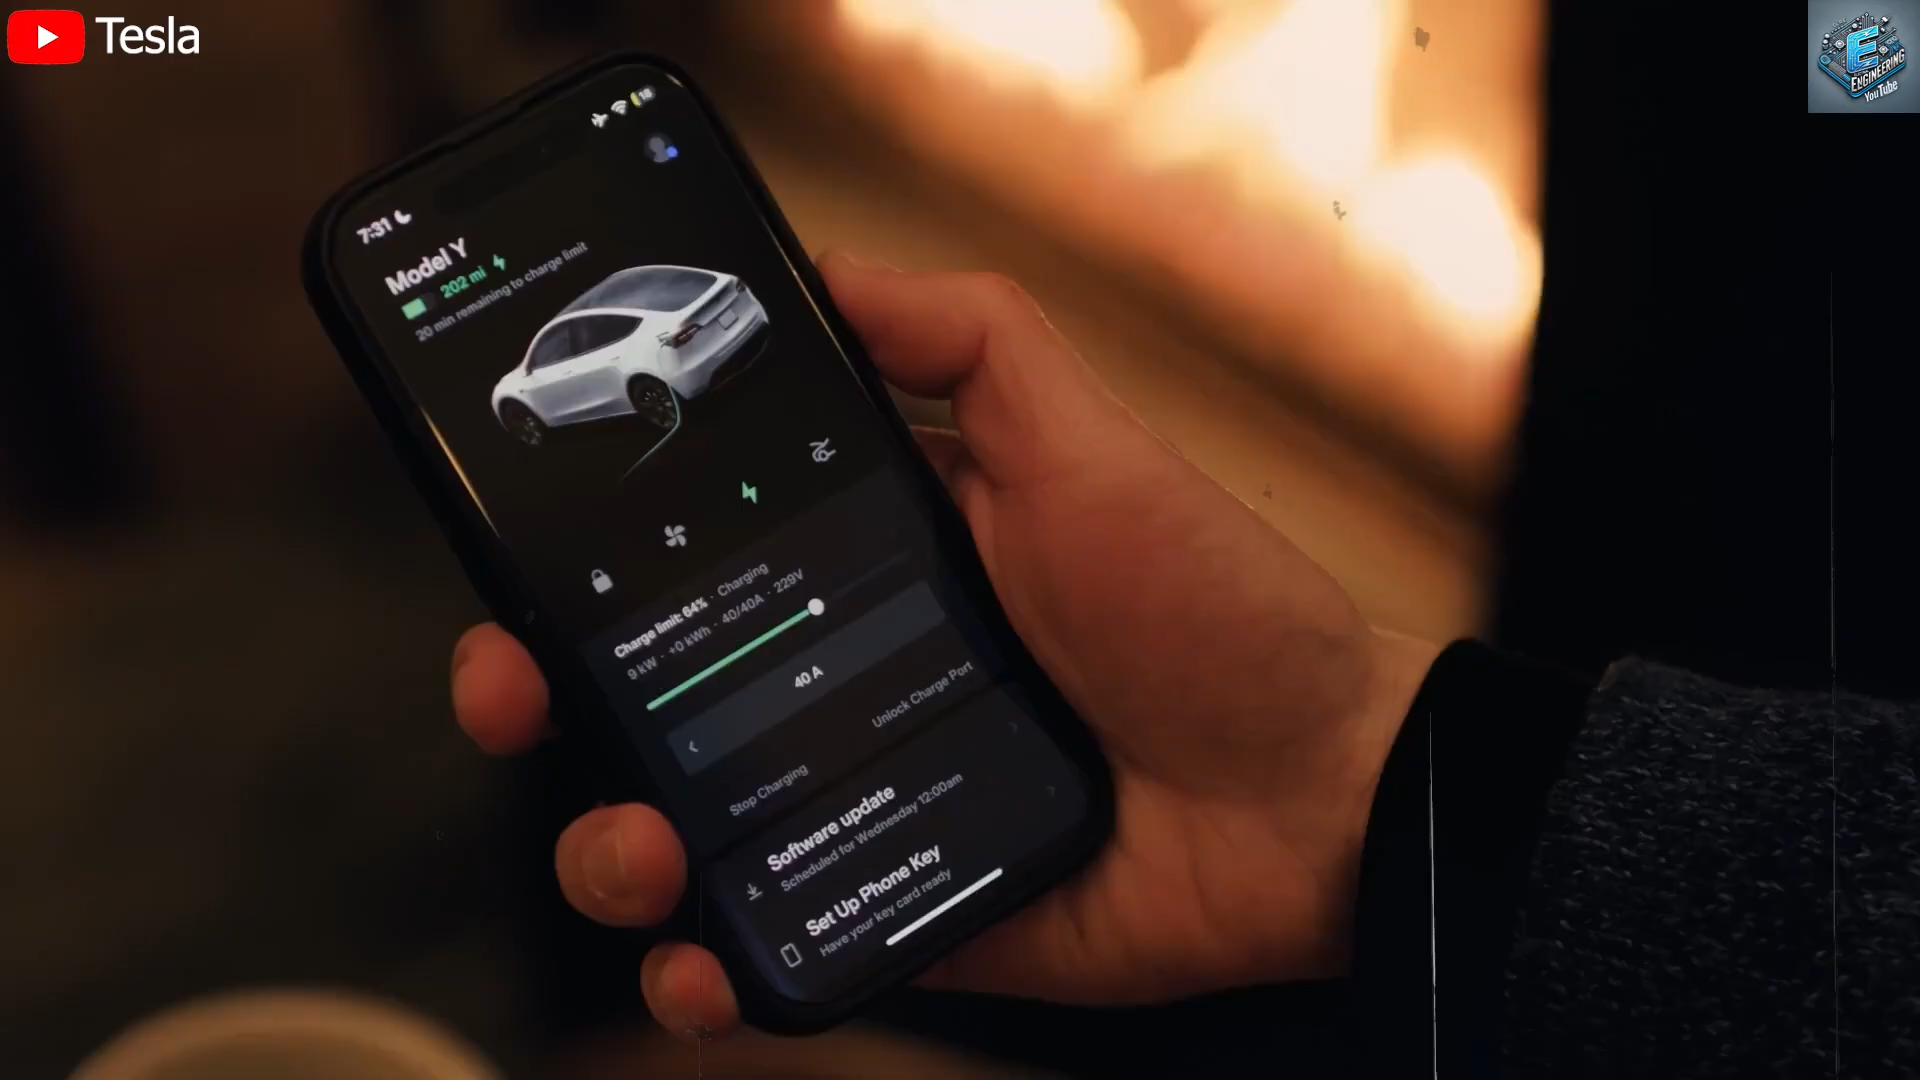 Tesla
E
ENGINEERING
YouTube
18
7:31
Model Y
202 mi
20 min remaining to charge limit
Charge limit: 64% · Charging
9 kW · +0 kWh · 40/40A · 229V
40 A
Unlock Charge Port
Stop Charging
Software update
Scheduled for Wednesday 12:00am
Set Up Phone Key
Have your key card ready